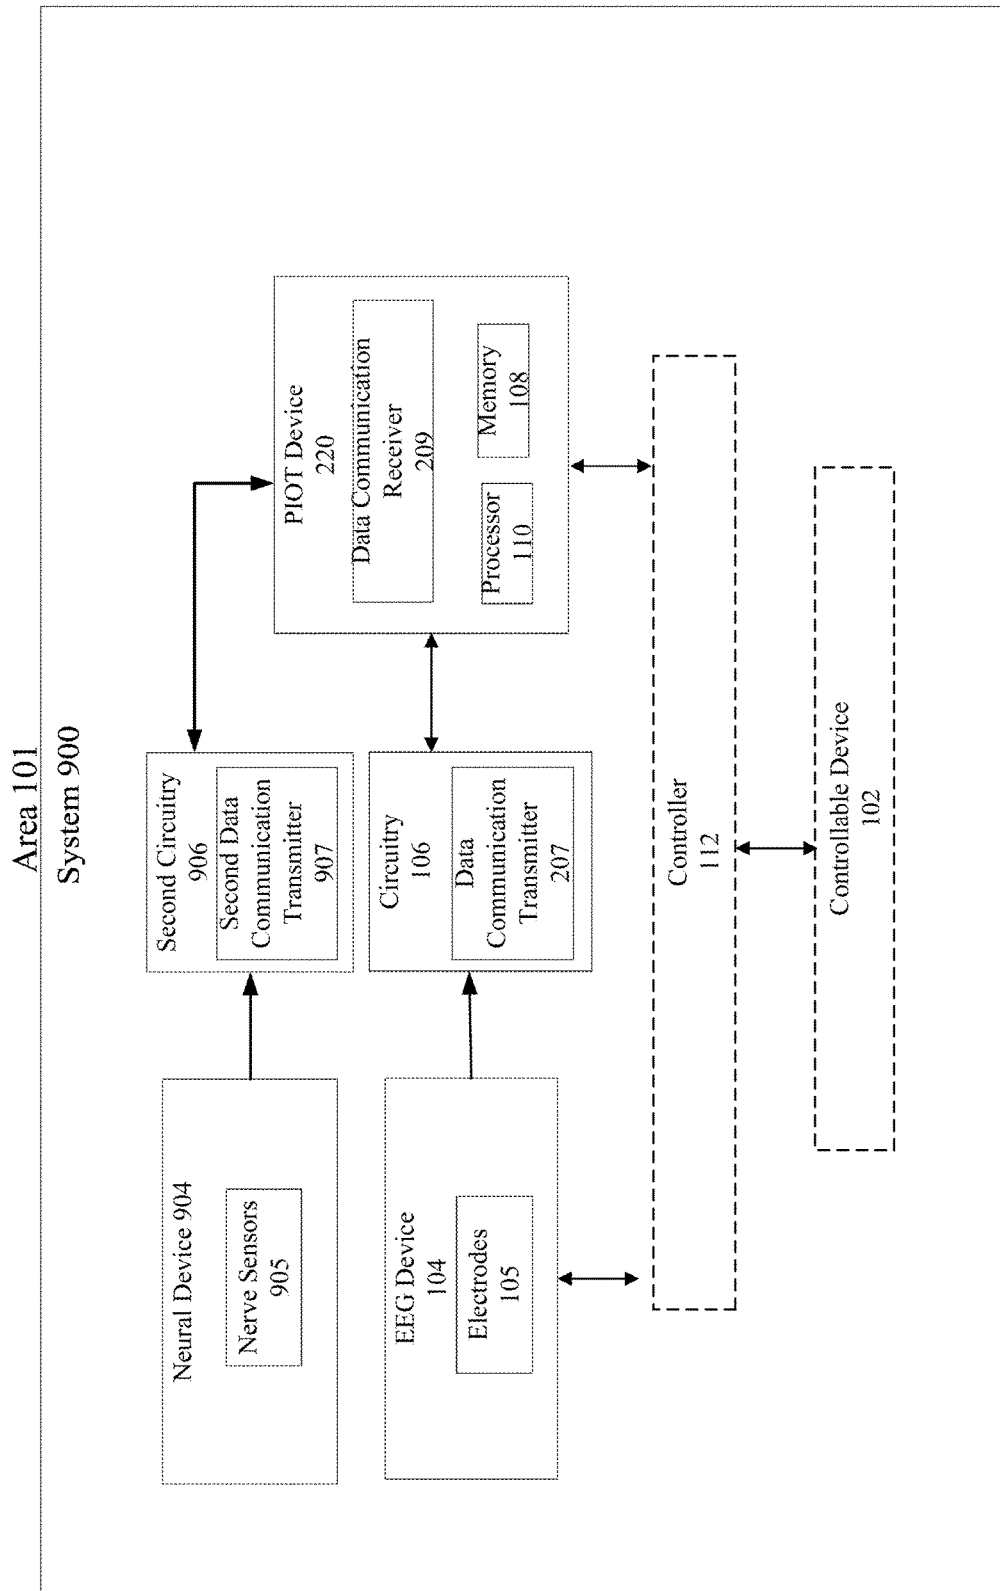 Area 101
System 900
Neural Device 904
Nerve Sensors
905
Second Circuitry
906
Second Data
Communication
Transmitter
907
EEG Device
104
Electrodes
105
Circuitry
106
Data
Communication
Transmitter
207
PIOT Device
220
Data Communication
Receiver
209
Processor
110
Memory
108
Controller
112
Controllable Device
102